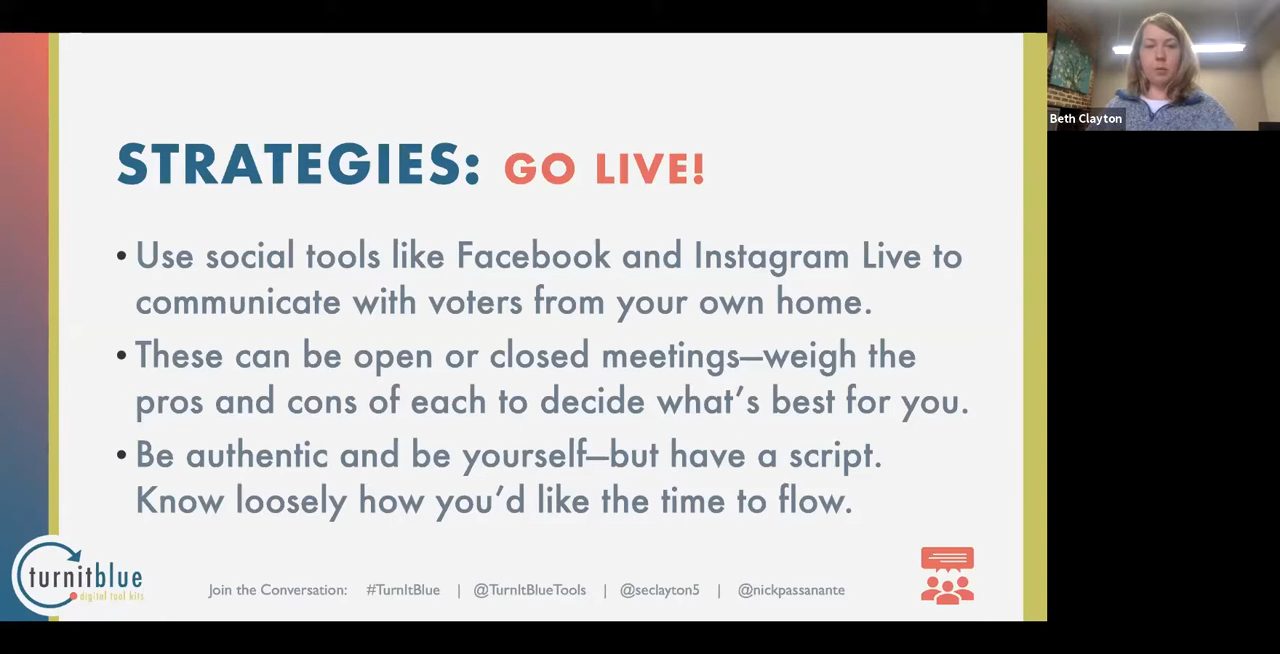 Beth Clayton
STRATEGIES: GO LIVE!
• Use social tools like Facebook and Instagram Live to
communicate with voters from your own home.
• These can be open or closed meetings—weigh the
pros and cons of each to decide what's best for you.
• Be authentic and be yourself—but have a script.
Know loosely how you'd like the time to flow.
turnitblue
digital tool kits
Join the Conversation: #TurnItBlue | @TurnItBlueTools | @seclayton5 | @nickpassanante